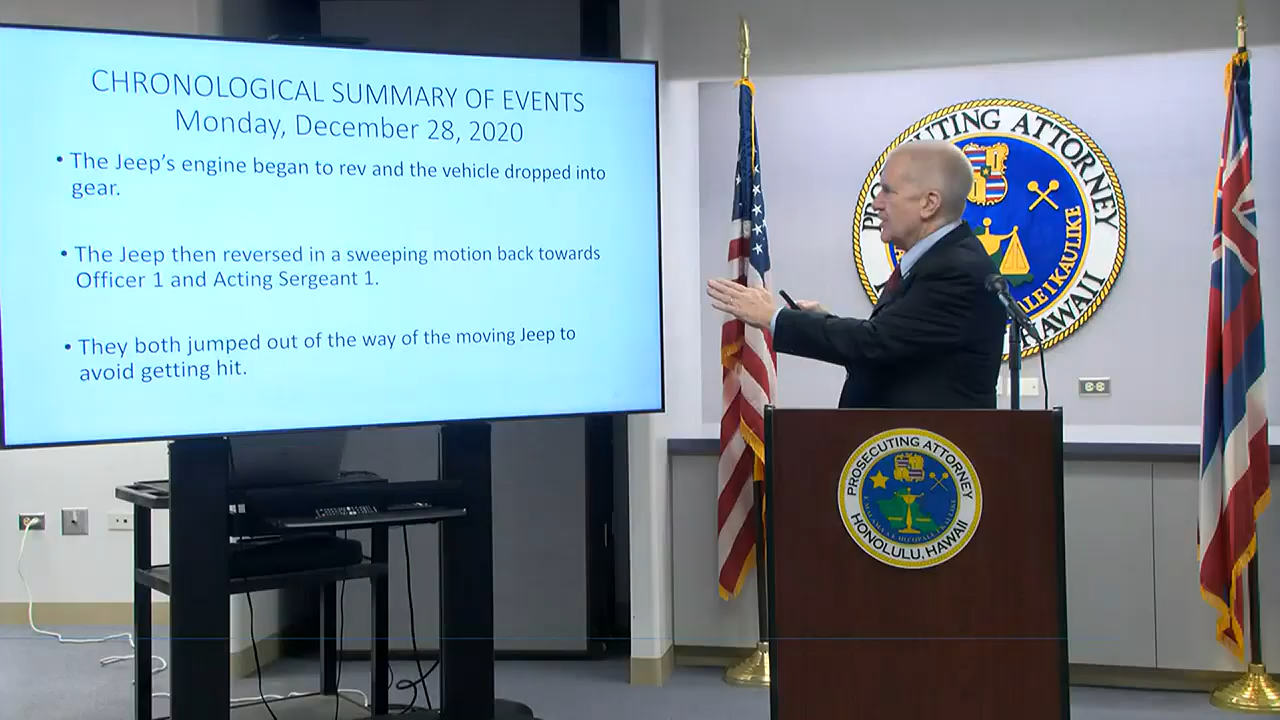 CHRONOLOGICAL SUMMARY OF EVENTS
Monday, December 28, 2020
• The Jeep's engine began to rev and the vehicle dropped into
gear.
• The Jeep then reversed in a sweeping motion back towards
Officer 1 and Acting Sergeant 1.
• They both jumped out of the way of the moving Jeep to
avoid getting hit.
UTING ATTORNEY
HAWAII
PROSECUTING ATTORNEY
HONOLULU, HAWAII